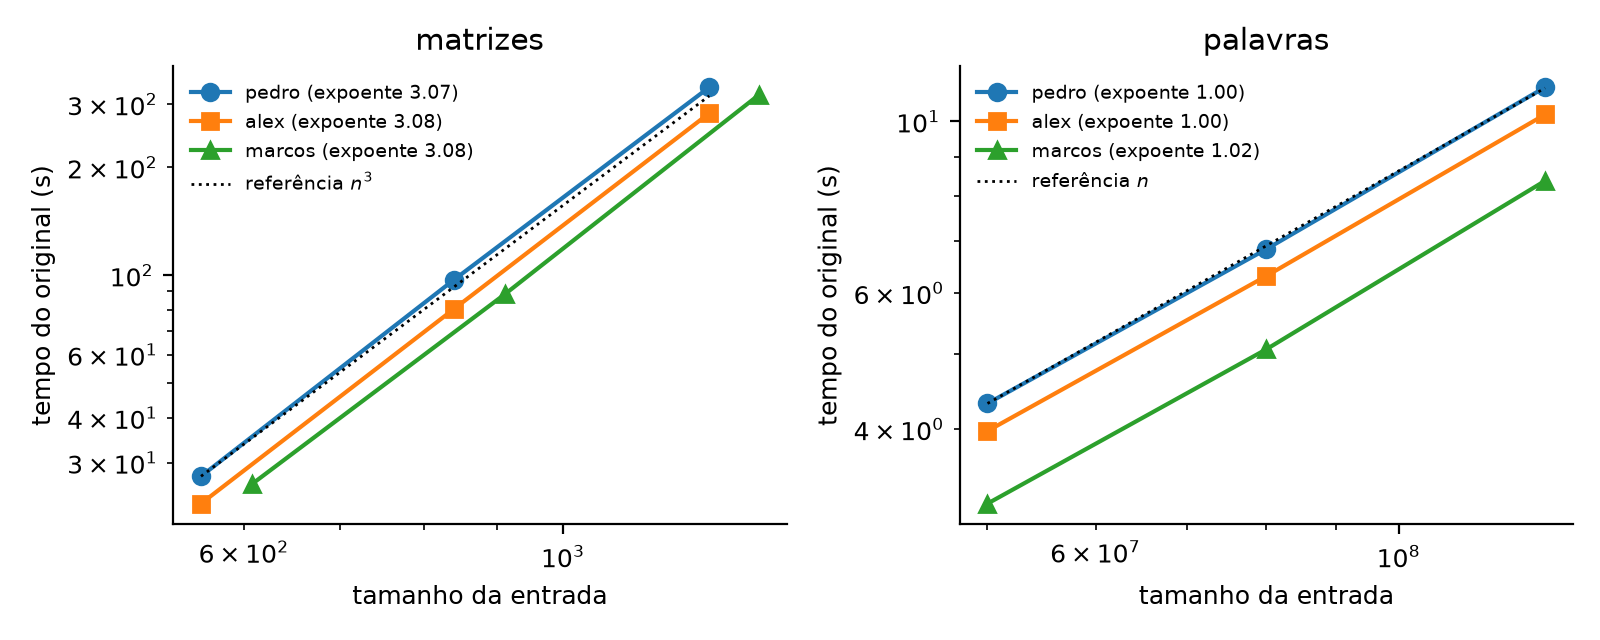 matrizes
pedro (expoente 3.07)
alex (expoente 3.08)
marcos (expoente 3.08)
referência n³
3 × 10²
2 × 10²
10²
6 × 10¹
4 × 10¹
3 × 10¹
tempo do original (s)
6 × 10² 10³
tamanho da entrada
palavras
pedro (expoente 1.00)
alex (expoente 1.00)
marcos (expoente 1.02)
referência n
10¹
6 × 10⁰
4 × 10⁰
tempo do original (s)
6 × 10⁷ 10⁸
tamanho da entrada